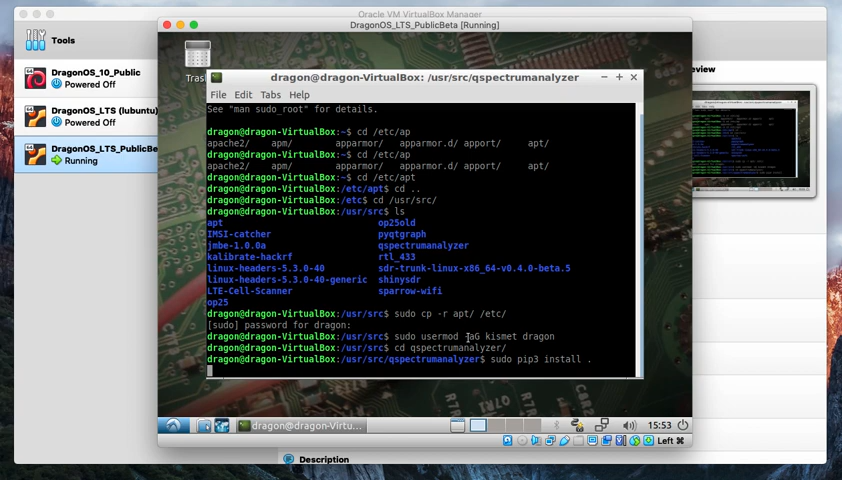 Oracle VM VirtualBox Manager
DragonOS_LTS_PublicBeta [Running]
Tools
DragonOS_10_Public
Powered Off
DragonOS_LTS (lubuntu)
Powered Off
DragonOS_LTS_PublicBe
Running
eview
Tras
dragon@dragon-VirtualBox: /usr/src/qspectrumanalyzer
File Edit Tabs Help
See "man sudo_root" for details.
dragon@dragon-VirtualBox:~$ cd /etc/ap
apache2/ apm/ apparmor/ apparmor.d/ apport/ apt/
dragon@dragon-VirtualBox:~$ cd /etc/ap
apache2/ apm/ apparmor/ apparmor.d/ apport/ apt/
dragon@dragon-VirtualBox:~$ cd /etc/apt
dragon@dragon-VirtualBox:/etc/apt$ cd ..
dragon@dragon-VirtualBox:/etc$ cd /usr/src/
dragon@dragon-VirtualBox:/usr/src$ ls
apt op25old
IMSI-catcher pyqtgraph
jmbe-1.0.0a qspectrumanalyzer
kalibrate-hackrf rtl_433
linux-headers-5.3.0-40 sdr-trunk-linux-x86_64-v0.4.0-beta.5
linux-headers-5.3.0-40-generic shinysdr
LTE-Cell-Scanner sparrow-wifi
op25
dragon@dragon-VirtualBox:/usr/src$ sudo cp -r apt/ /etc/
[sudo] password for dragon:
dragon@dragon-VirtualBox:/usr/src$ sudo usermod -aG kismet dragon
dragon@dragon-VirtualBox:/usr/src$ cd qspectrumanalyzer/
dragon@dragon-VirtualBox:/usr/src/qspectrumanalyzer$ sudo pip3 install .
dragon@dragon-Virtu...
15:53
Left ⌘
Description